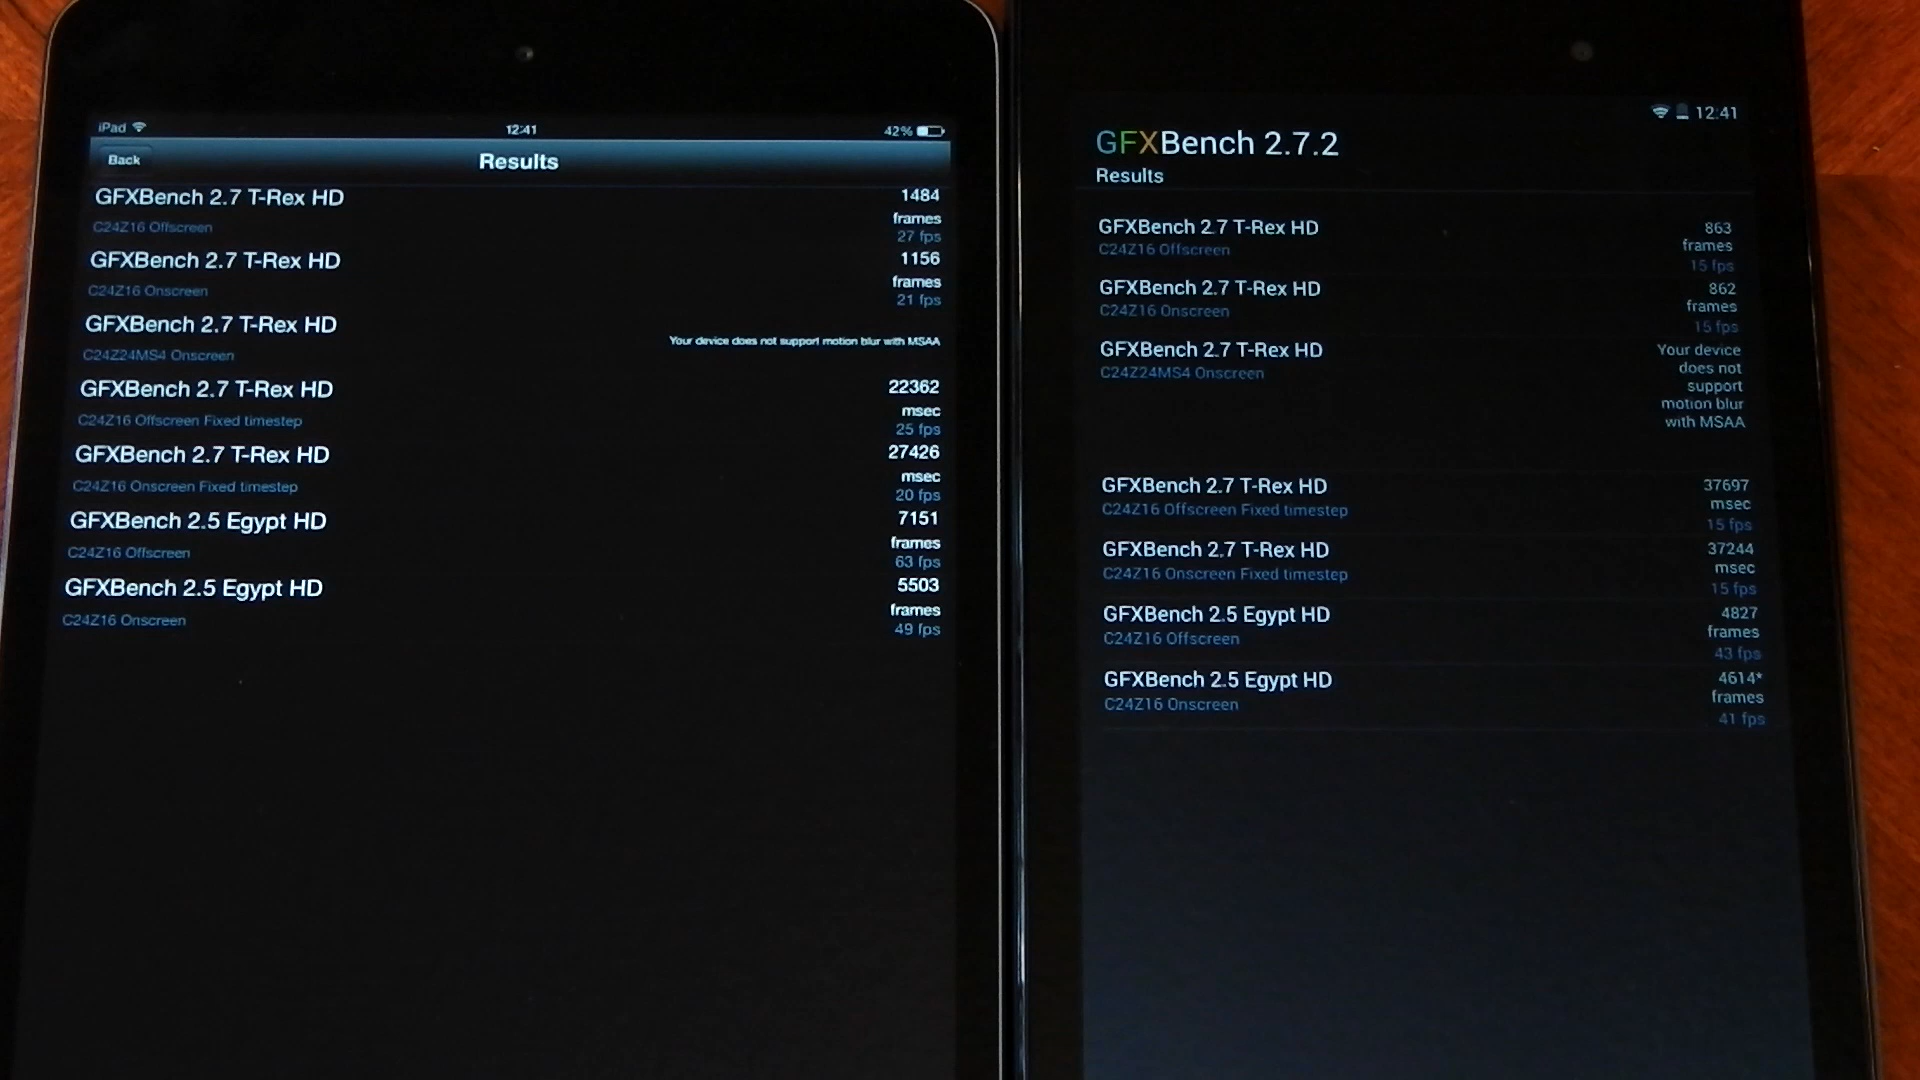 iPad 12:41 42%
Back Results
GFXBench 2.7 T-Rex HD 1484
frames
C24Z16 Offscreen 27 fps
GFXBench 2.7 T-Rex HD 1156
frames
C24Z16 Onscreen 21 fps
GFXBench 2.7 T-Rex HD
Your device does not support motion blur with MSAA
C24Z24MS4 Onscreen
GFXBench 2.7 T-Rex HD 22362
msec
C24Z16 Offscreen Fixed timestep 25 fps
GFXBench 2.7 T-Rex HD 27426
msec
C24Z16 Onscreen Fixed timestep 20 fps
GFXBench 2.5 Egypt HD 7151
frames
C24Z16 Offscreen 63 fps
GFXBench 2.5 Egypt HD 5503
frames
C24Z16 Onscreen 49 fps
12:41
GFXBench 2.7.2
Results
GFXBench 2.7 T-Rex HD 863
C24Z16 Offscreen frames
15 fps
GFXBench 2.7 T-Rex HD 862
C24Z16 Onscreen frames
15 fps
GFXBench 2.7 T-Rex HD Your device
C24Z24MS4 Onscreen does not
support
motion blur
with MSAA
GFXBench 2.7 T-Rex HD 37697
C24Z16 Offscreen Fixed timestep msec
15 fps
GFXBench 2.7 T-Rex HD 37244
C24Z16 Onscreen Fixed timestep msec
15 fps
GFXBench 2.5 Egypt HD 4827
C24Z16 Offscreen frames
43 fps
GFXBench 2.5 Egypt HD 4614*
C24Z16 Onscreen frames
41 fps